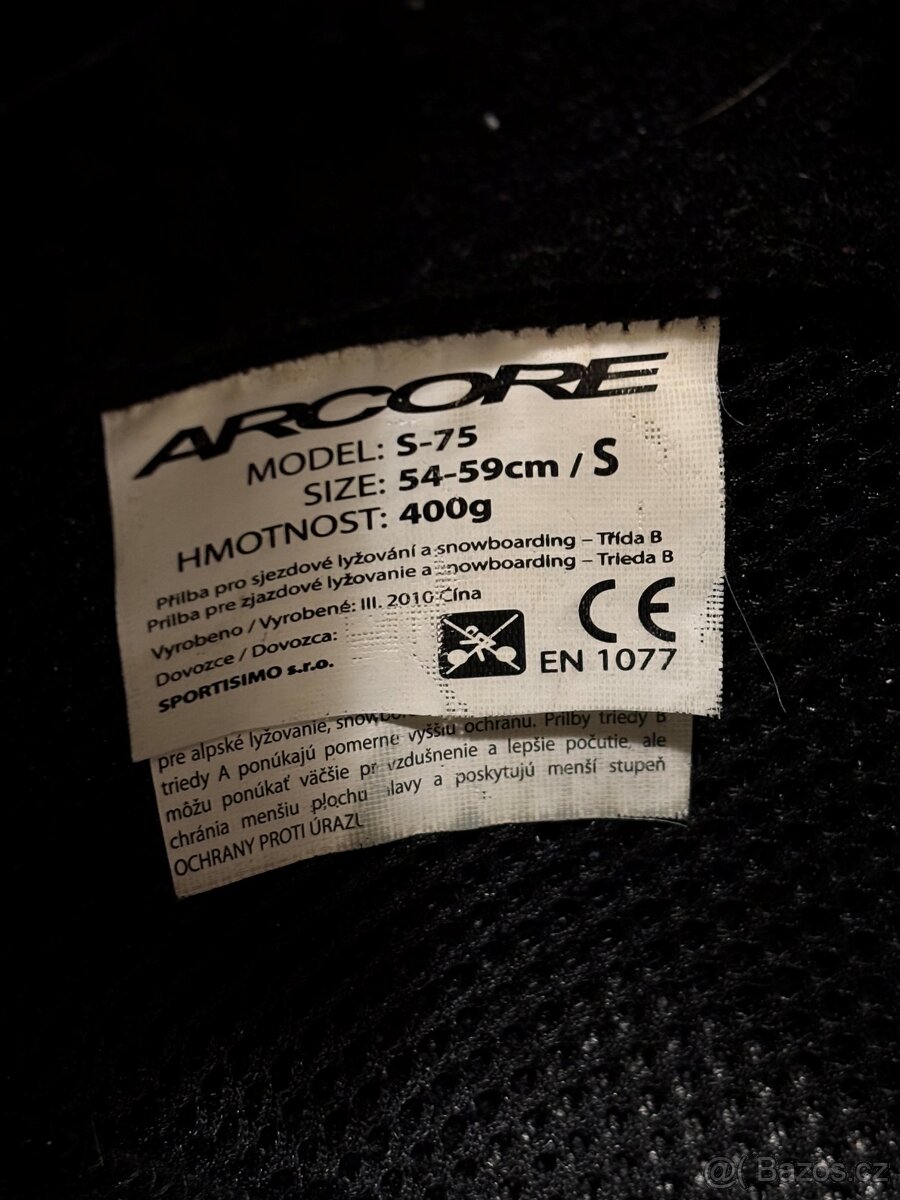 ARCORE
MODEL: S-75
SIZE: 54-59cm / S
HMOTNOST: 400g
Přilba pro sjezdové lyžování a snowboarding – Třída B
Prilba pre zjazdové lyžovanie a snowboarding – Trieda B
Vyrobeno / Vyrobené: III. 2010 Čína
Dovozce / Dovozca:
SPORTISIMO s.r.o.
CE
EN 1077
pre alpské lyžovanie,
triedy A ponúkajú pomerne vyššiu ochranu. Prilby triedy B
môžu ponúkať väčšie vzdušnenie a lepšie počutie, ale
chránia menšiu plochu hlavy a poskytujú menší stupeň
OCHRANY PROTI ÚRAZU
@( Bazos.cz